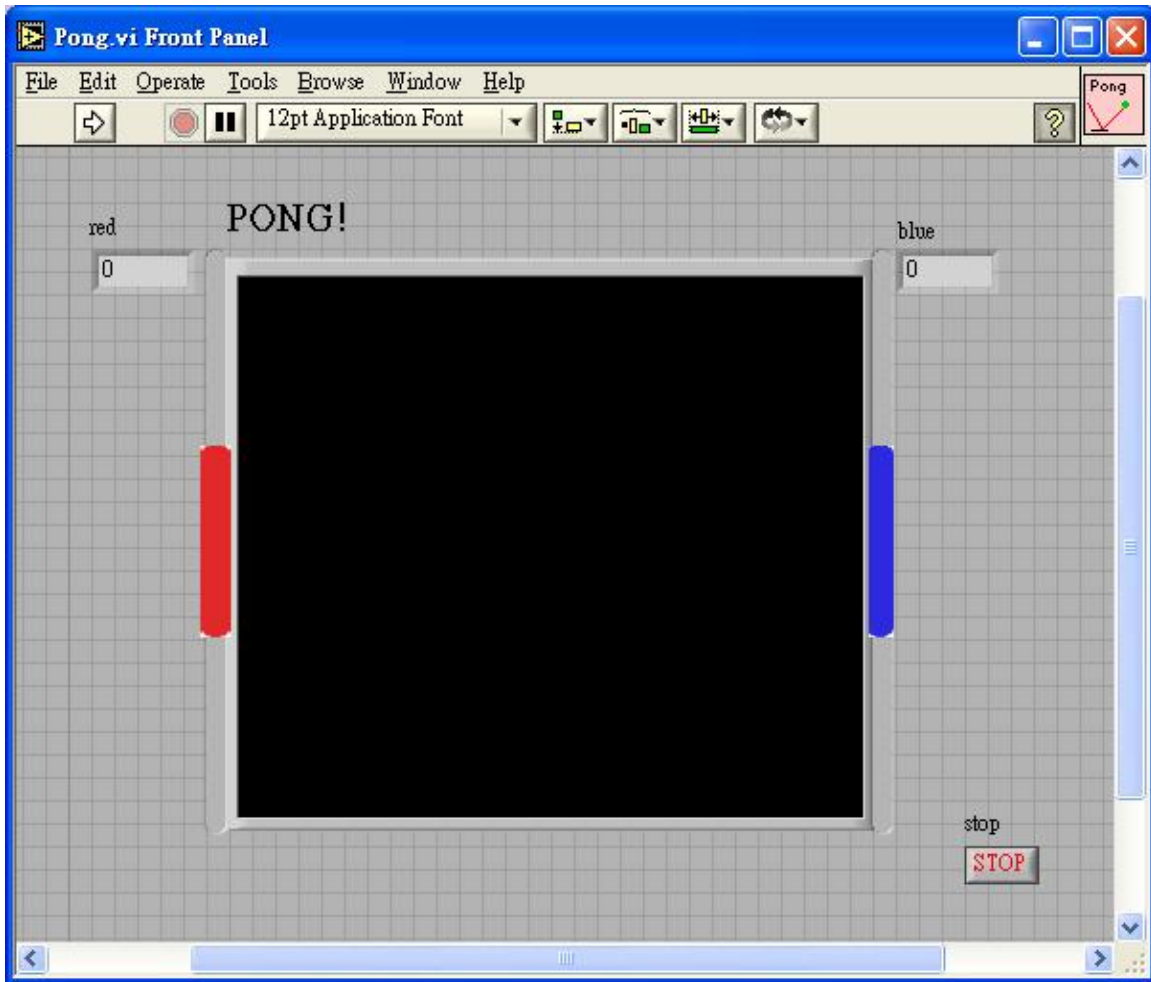 Pong.vi Front Panel
File Edit Operate Tools Browse Window Help
Pong
12pt Application Font
?
PONG!
red
0
blue
0
stop
STOP